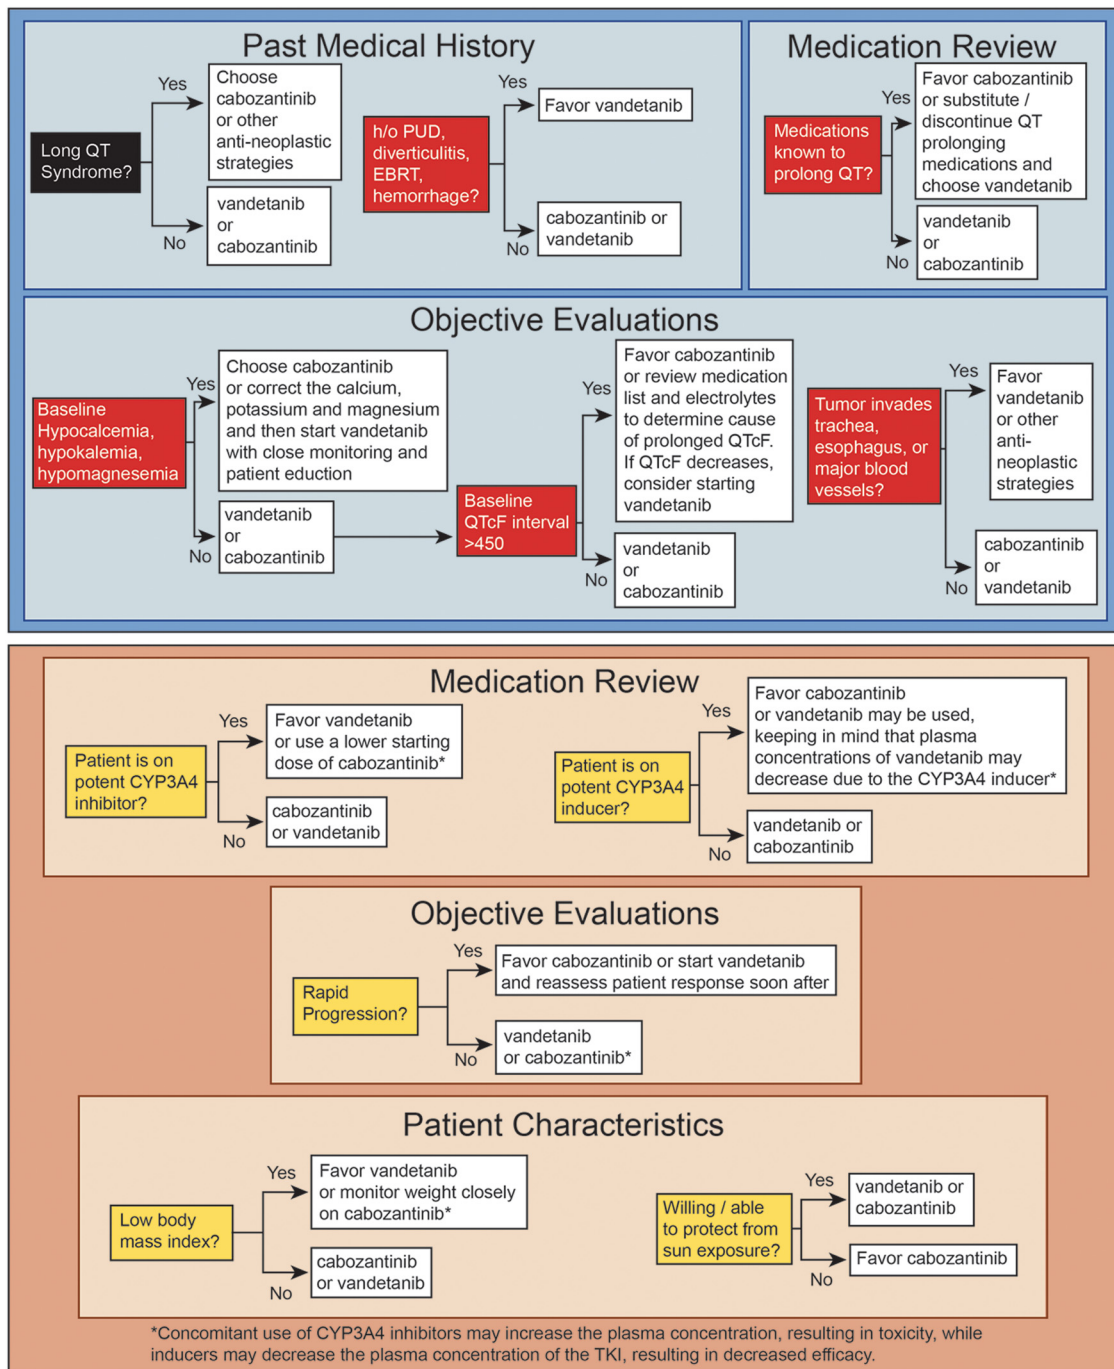 Past Medical History
Long QT
Syndrome?
Yes
Choose
cabozantinib
or other
anti-neoplastic
strategies
No
vandetanib
or
cabozantinib
h/o PUD,
diverticulitis,
EBRT,
hemorrhage?
Yes
Favor vandetanib
No
cabozantinib or
vandetanib
Medication Review
Medications
known to
prolong QT?
Yes
Favor cabozantinib
or substitute /
discontinue QT
prolonging
medications and
choose vandetanib
No
vandetanib
or
cabozantinib
Objective Evaluations
Baseline
Hypocalcemia,
hypokalemia,
hypomagnesemia
Yes
Choose cabozantinib
or correct the calcium,
potassium and magnesium
and then start vandetanib
with close monitoring and
patient eduction
No
vandetanib
or
cabozantinib
Baseline
QTcF interval
>450
Yes
Favor cabozantinib
or review medication
list and electrolytes
to determine cause
of prolonged QTcF.
If QTcF decreases,
consider starting
vandetanib
No
vandetanib
or
cabozantinib
Tumor invades
trachea,
esophagus, or
major blood
vessels?
Yes
Favor
vandetanib
or other
anti-
neoplastic
strategies
No
cabozantinib
or
vandetanib
Medication Review
Patient is on
potent CYP3A4
inhibitor?
Yes
Favor vandetanib
or use a lower starting
dose of cabozantinib*
No
cabozantinib
or vandetanib
Patient is on
potent CYP3A4
inducer?
Yes
Favor cabozantinib
or vandetanib may be used,
keeping in mind that plasma
concentrations of vandetanib may
decrease due to the CYP3A4 inducer*
No
vandetanib or
cabozantinib
Objective Evaluations
Rapid
Progression?
Yes
Favor cabozantinib or start vandetanib
and reassess patient response soon after
No
vandetanib
or cabozantinib*
Patient Characteristics
Low body
mass index?
Yes
Favor vandetanib
or monitor weight closely
on cabozantinib*
No
cabozantinib
or vandetanib
Willing / able
to protect from
sun exposure?
Yes
vandetanib or
cabozantinib
No
Favor cabozantinib
*Concomitant use of CYP3A4 inhibitors may increase the plasma concentration, resulting in toxicity, while
inducers may decrease the plasma concentration of the TKI, resulting in decreased efficacy.